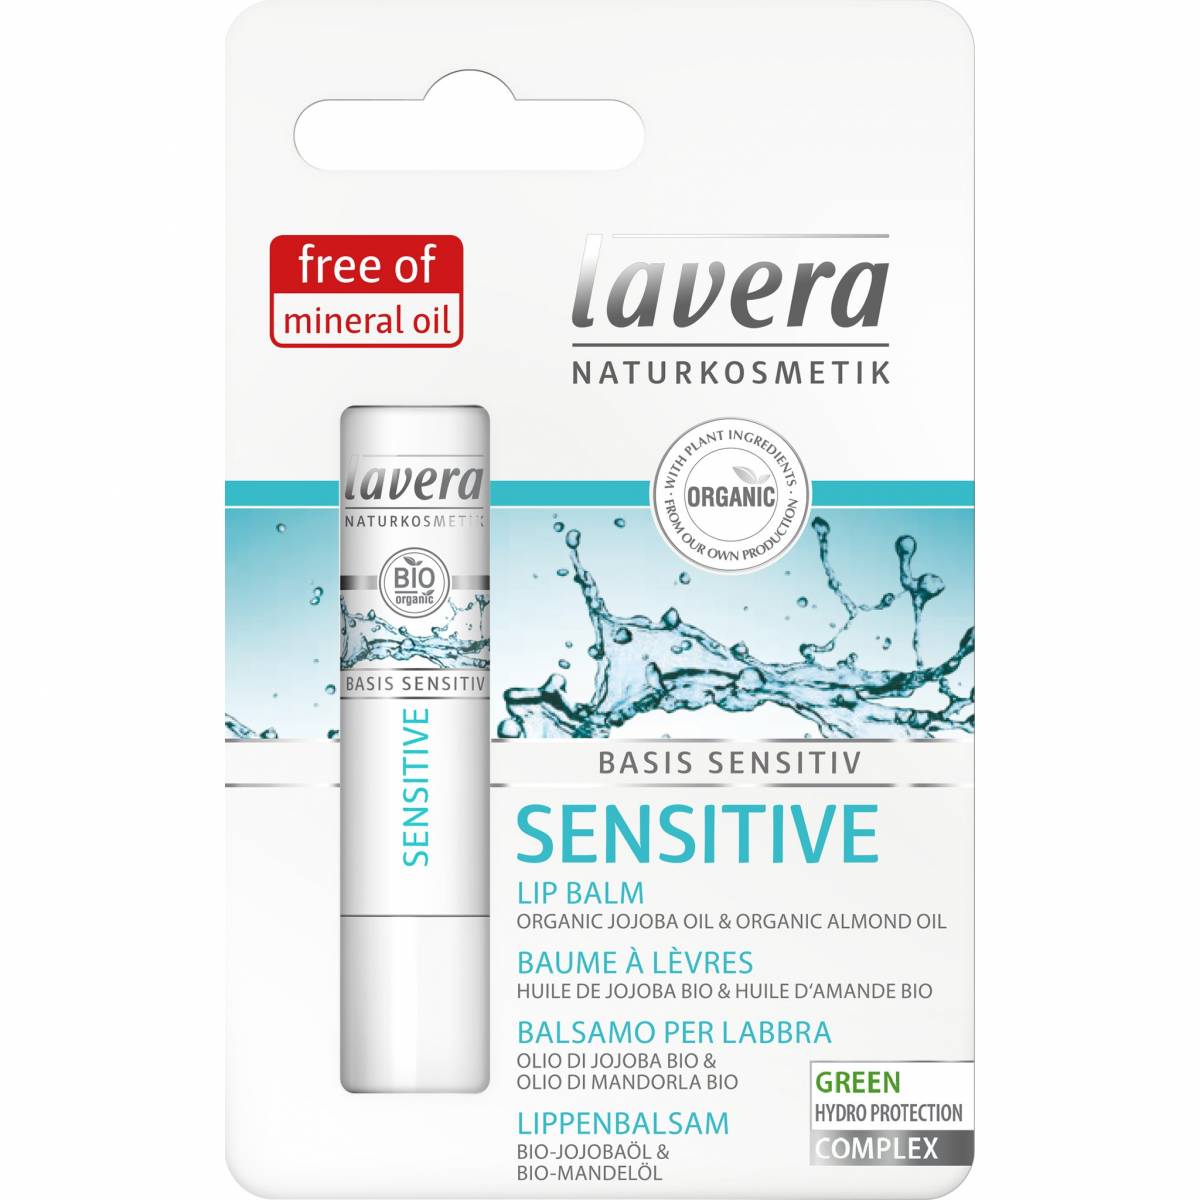 free of
mineral oil
lavera
NATURKOSMETIK
WITH PLANT INGREDIENTS
ORGANIC
FROM OUR OWN PRODUCTION
lavera
NATURKOSMETIK
BIO
organic
BASIS SENSITIV
SENSITIVE
BASIS SENSITIV
SENSITIVE
LIP BALM
ORGANIC JOJOBA OIL & ORGANIC ALMOND OIL
BAUME À LÈVRES
HUILE DE JOJOBA BIO & HUILE D'AMANDE BIO
BALSAMO PER LABBRA
OLIO DI JOJOBA BIO &
OLIO DI MANDORLA BIO
LIPPENBALSAM
BIO-JOJOBAÖL &
BIO-MANDELÖL
GREEN
HYDRO PROTECTION
COMPLEX